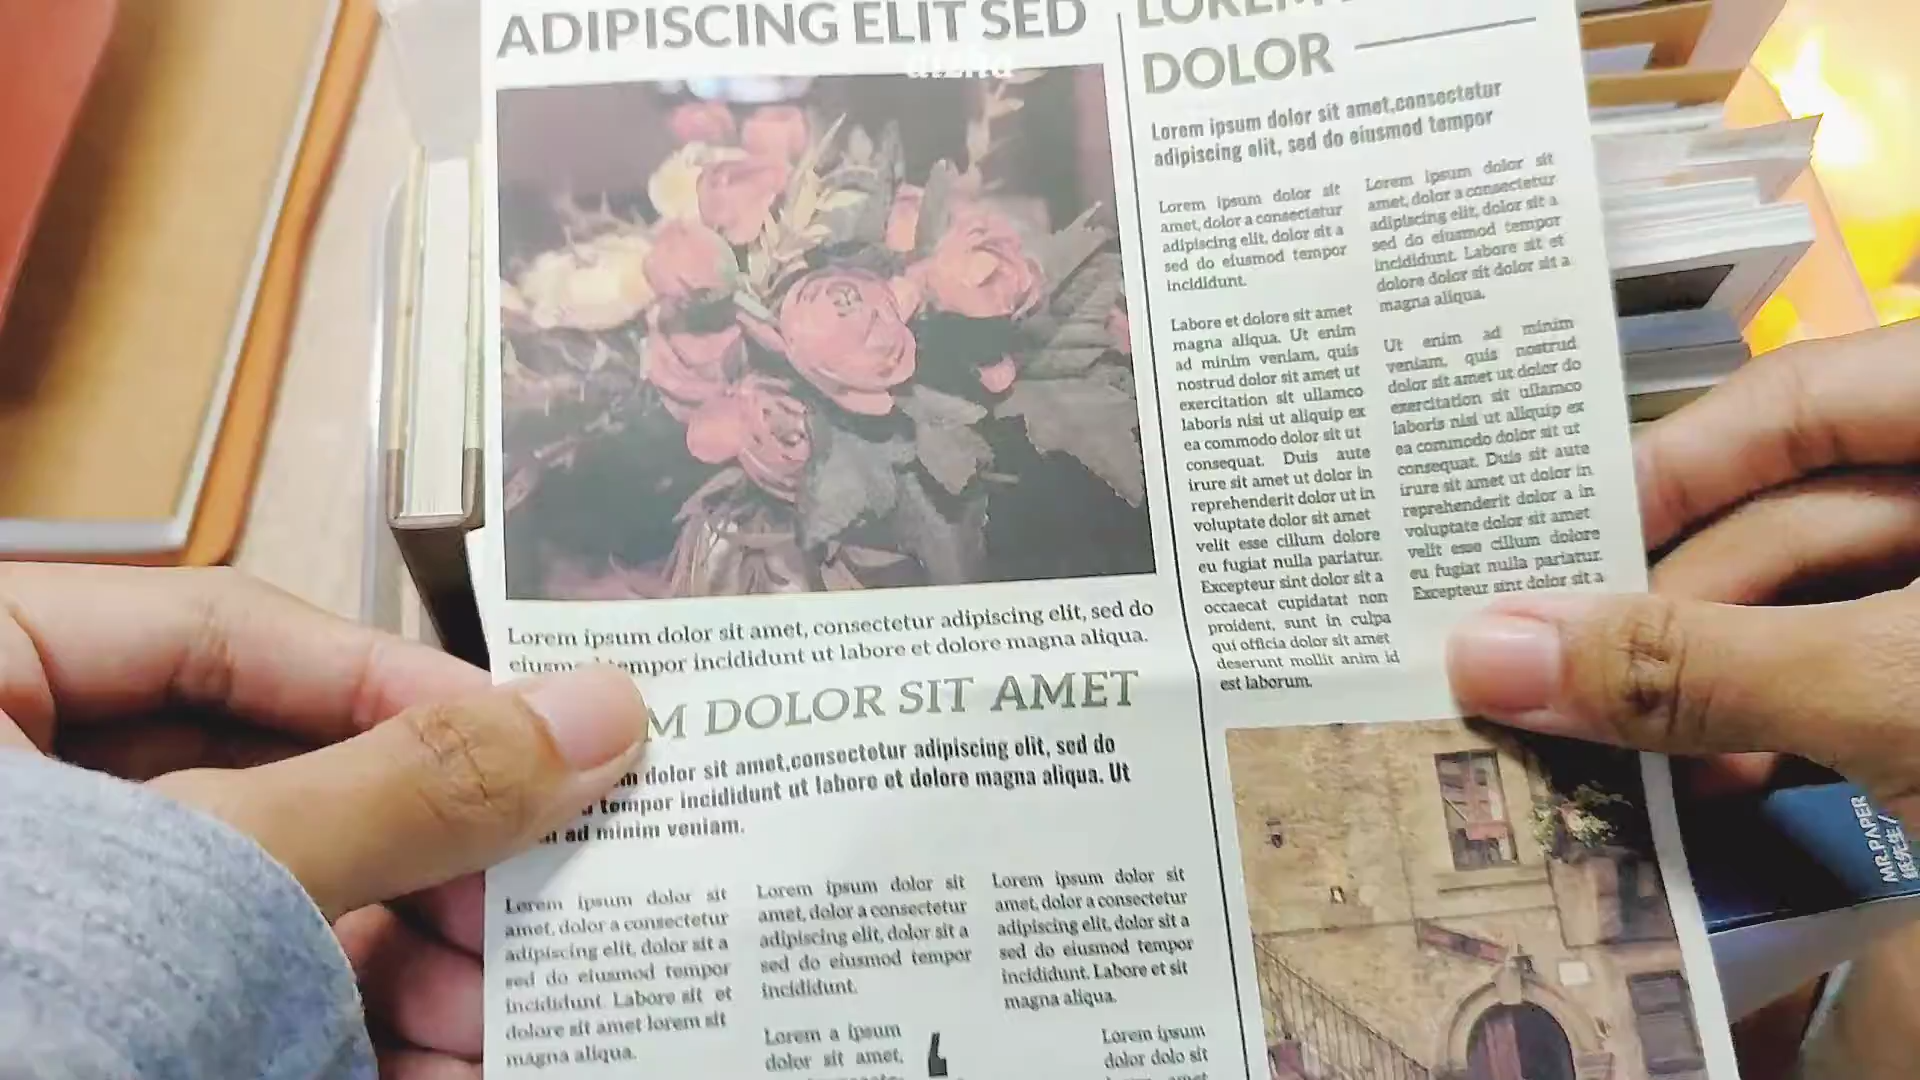 ADIPISCING ELIT SED
Lorem ipsum dolor sit amet, consectetur adipiscing elit, sed do
tempor incididunt ut labore et dolore magna aliqua.
DOLOR SIT AMET
dolor sit amet,consectetur adipiscing elit, sed do
tempor incididunt ut labore et dolore magna aliqua. Ut
ad minim veniam.
Lorem ipsum dolor sit
amet, dolor a consectetur
adipiscing elit, dolor sit a
sed do eiusmod tempor
incididunt. Labore sit et
dolore sit amet lorem sit
magna aliqua.
Lorem ipsum dolor sit
amet, dolor a consectetur
adipiscing elit, dolor sit a
sed do eiusmod tempor
incididunt.
Lorem a ipsum
dolor sit amet,
Lorem ipsum dolor sit
amet, dolor a consectetur
adipiscing elit, dolor sit a
sed do eiusmod tempor
incididunt. Labore et sit
magna aliqua.
Lorem ipsum
dolor dolo sit
amet
LOREM
DOLOR
Lorem ipsum dolor sit amet,consectetur
adipiscing elit, sed do eiusmod tempor
Lorem ipsum dolor sit
amet, dolor a consectetur
adipiscing elit, dolor sit a
sed do eiusmod tempor
incididunt.
Labore et dolore sit amet
magna aliqua. Ut enim
ad minim veniam, quis
nostrud dolor sit amet ut
exercitation sit ullamco
laboris nisi ut aliquip ex
ea commodo dolor sit ut
consequat. Duis aute
irure sit amet ut dolor in
reprehenderit dolor ut in
voluptate dolor sit amet
velit esse cillum dolore
eu fugiat nulla pariatur.
Excepteur sint dolor sit a
occaecat cupidatat non
proident, sunt in culpa
qui officia dolor sit amet
deserunt mollit anim id
est laborum.
Lorem ipsum dolor sit
amet, dolor a consectetur
adipiscing elit, dolor sit a
sed do eiusmod tempor
incididunt. Labore sit et
dolore dolor sit dolor sit a
magna aliqua.
Ut enim ad minim
veniam, quis nostrud
dolor sit amet ut dolor do
exercitation sit ullamco
laboris nisi ut aliquip ex
ea commodo dolor sit ut
consequat. Duis sit aute
irure sit amet ut dolor in
reprehenderit dolor a in
voluptate dolor sit amet
velit esse cillum dolore
eu fugiat nulla pariatur.
Excepteur sint dolor sit a
MR.PAPER
纸先生/